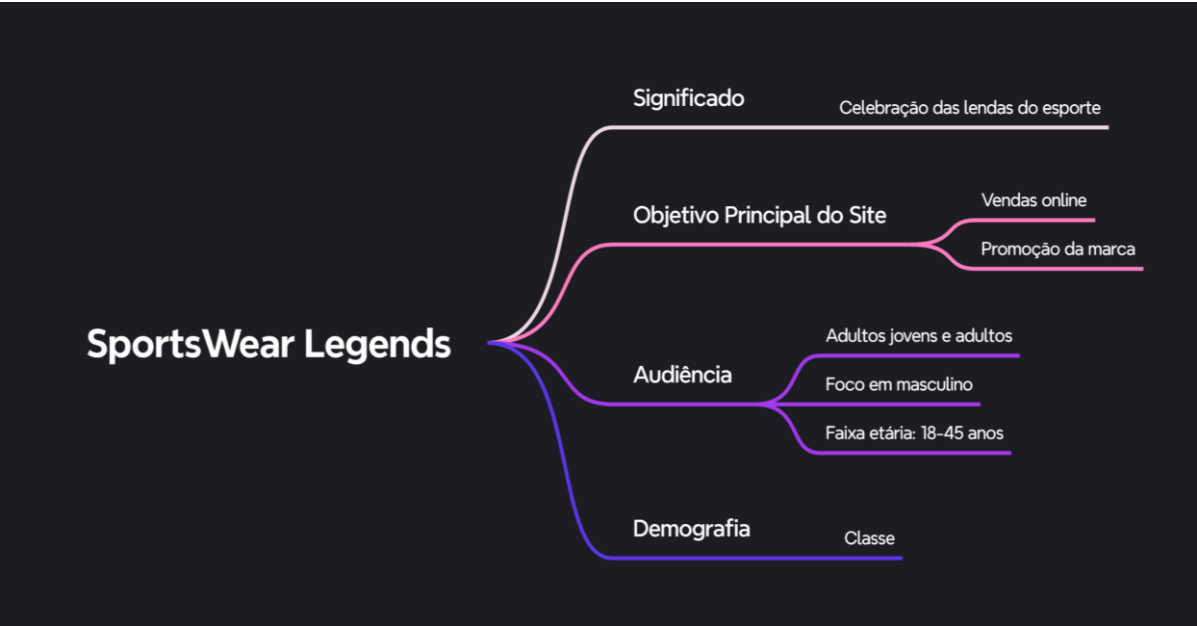 SportsWear Legends
Significado
Celebração das lendas do esporte
Objetivo Principal do Site
Vendas online
Promoção da marca
Audiência
Adultos jovens e adultos
Foco em masculino
Faixa etária: 18-45 anos
Demografia
Classe